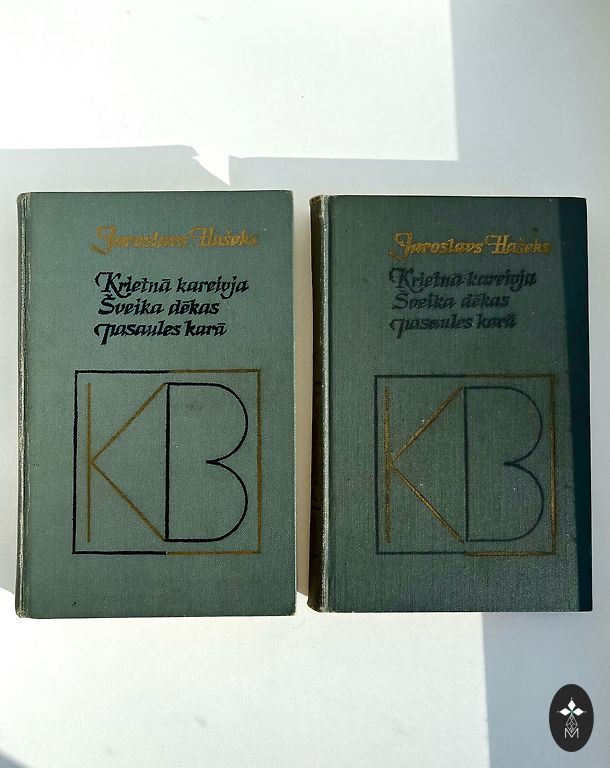 Jaroslavs Hašeks
Krietnā kareivja
Šveika dēkas
pasaules karā
KB
Jaroslavs Hašeks
Krietnā kareivja
Šveika dēkas
pasaules karā
KB
M